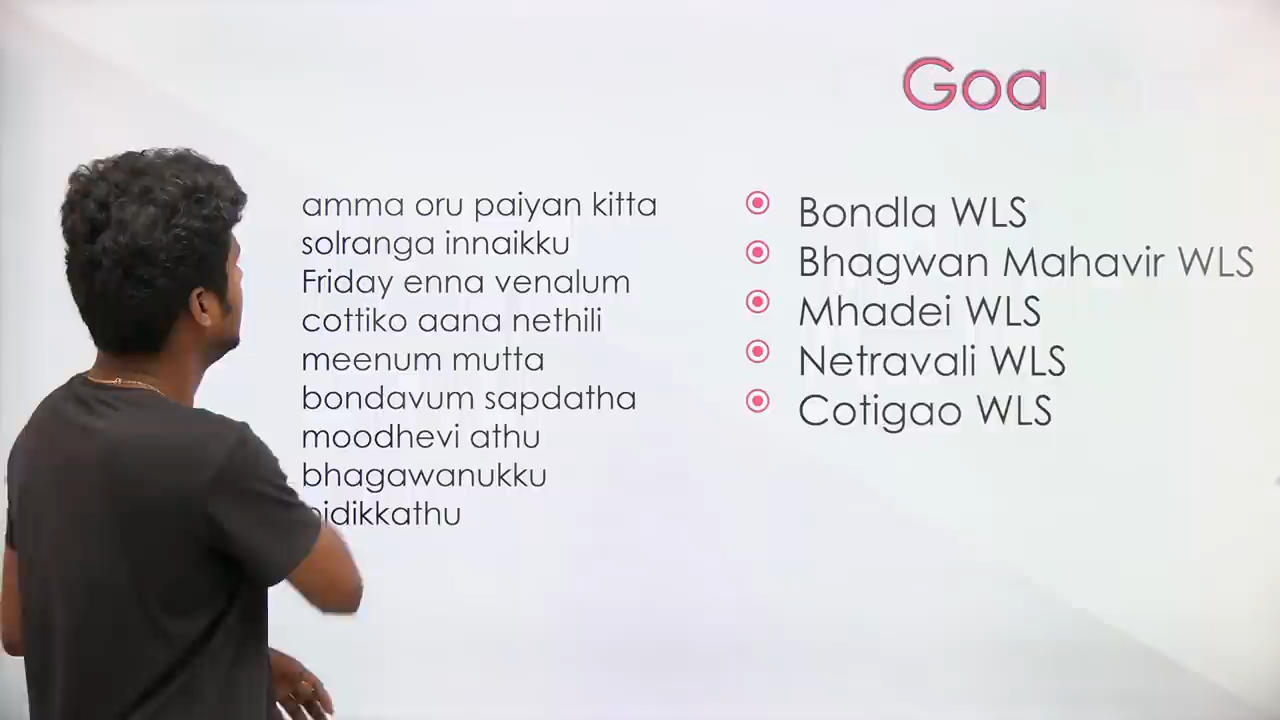 Goa
amma oru paiyan kitta
solranga innaikku
Friday enna venalum
cottiko aana nethili
meenum mutta
bondavum sapdatha
moodhevi athu
bhagawanukku
pidikkathu
Bondla WLS
Bhagwan Mahavir WLS
Mhadei WLS
Netravali WLS
Cotigao WLS